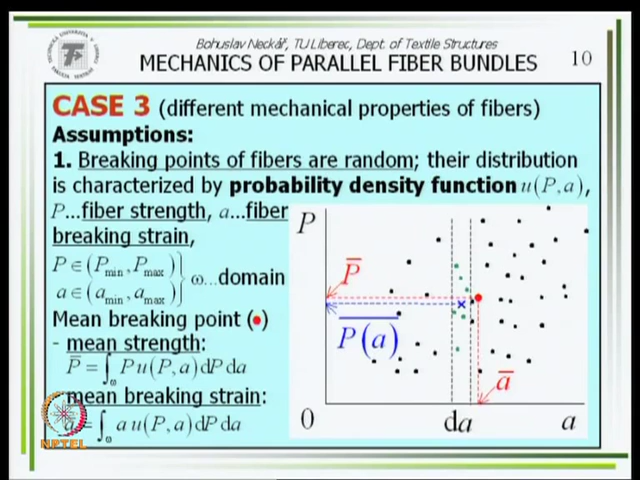 Bohuslav Neckář, TU Liberec, Dept. of Textile Structures
MECHANICS OF PARALLEL FIBER BUNDLES
10
CASE 3 (different mechanical properties of fibers)
Assumptions:
1. Breaking points of fibers are random; their distribution
is characterized by probability density function u(P,a),
P...fiber strength, a...fiber
breaking strain,
P∈(Pmin, Pmax)
a∈(amin, amax)
} ω...domain
Mean breaking point (•)
- mean strength:
P̄ = ∫ω P u(P,a) dP da
- mean breaking strain:
= ∫ω a u(P,a) dP da
P
P̄
P(a)
ā
0
da
a
NPTEL